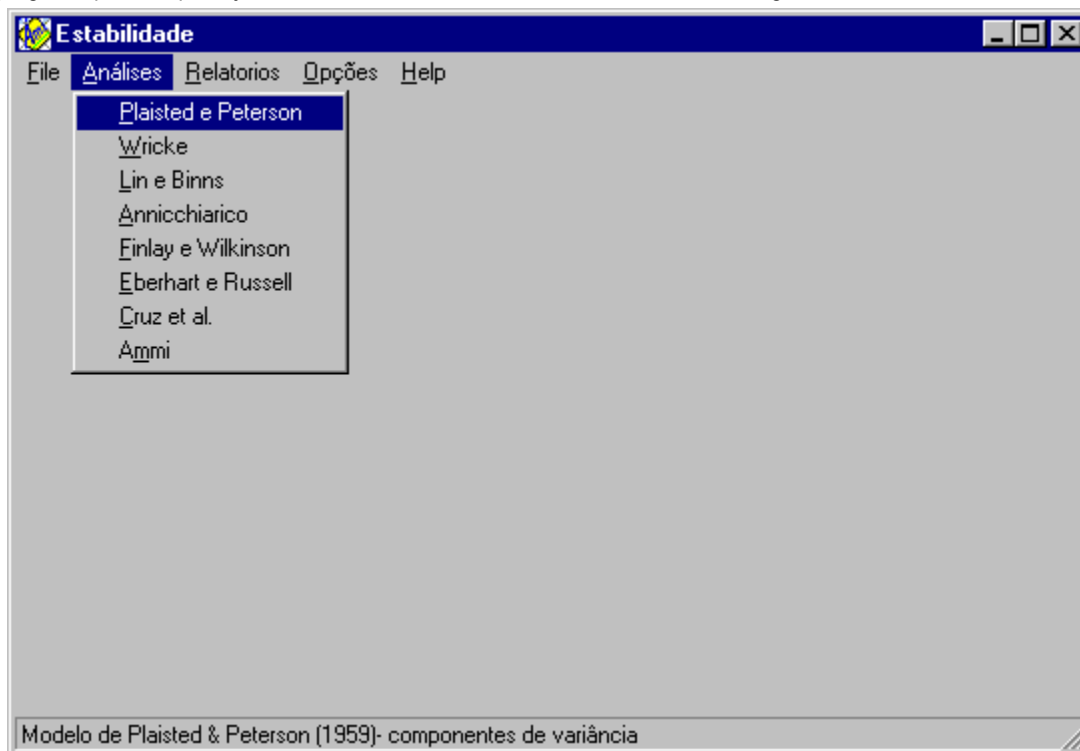 Estabilidade
File Análises Relatorios Opções Help
Plaisted e Peterson
Wricke
Lin e Binns
Annicchiarico
Finlay e Wilkinson
Eberhart e Russell
Cruz et al.
Ammi
Modelo de Plaisted & Peterson (1959)- componentes de variância